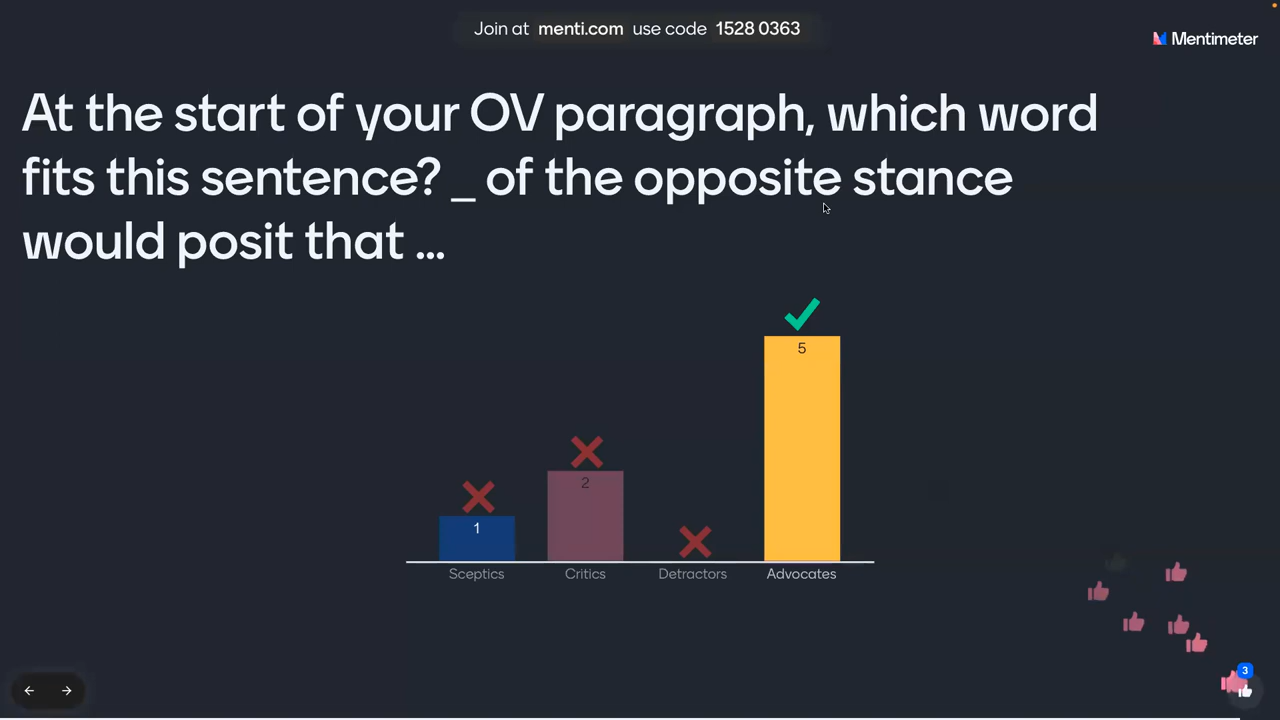 Join at menti.com use code 1528 0363
Mentimeter
At the start of your OV paragraph, which word
fits this sentence? _ of the opposite stance
would posit that ...
5
2
1
Sceptics Critics Detractors Advocates
3